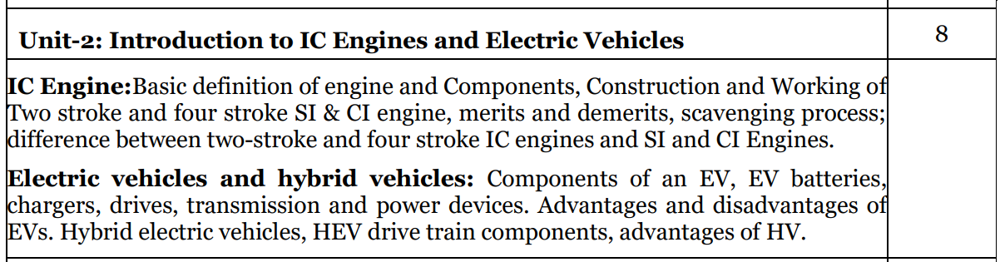 Unit-2: Introduction to IC Engines and Electric Vehicles
8
IC Engine:Basic definition of engine and Components, Construction and Working of
Two stroke and four stroke SI & CI engine, merits and demerits, scavenging process;
difference between two-stroke and four stroke IC engines and SI and CI Engines.
Electric vehicles and hybrid vehicles: Components of an EV, EV batteries,
chargers, drives, transmission and power devices. Advantages and disadvantages of
EVs. Hybrid electric vehicles, HEV drive train components, advantages of HV.